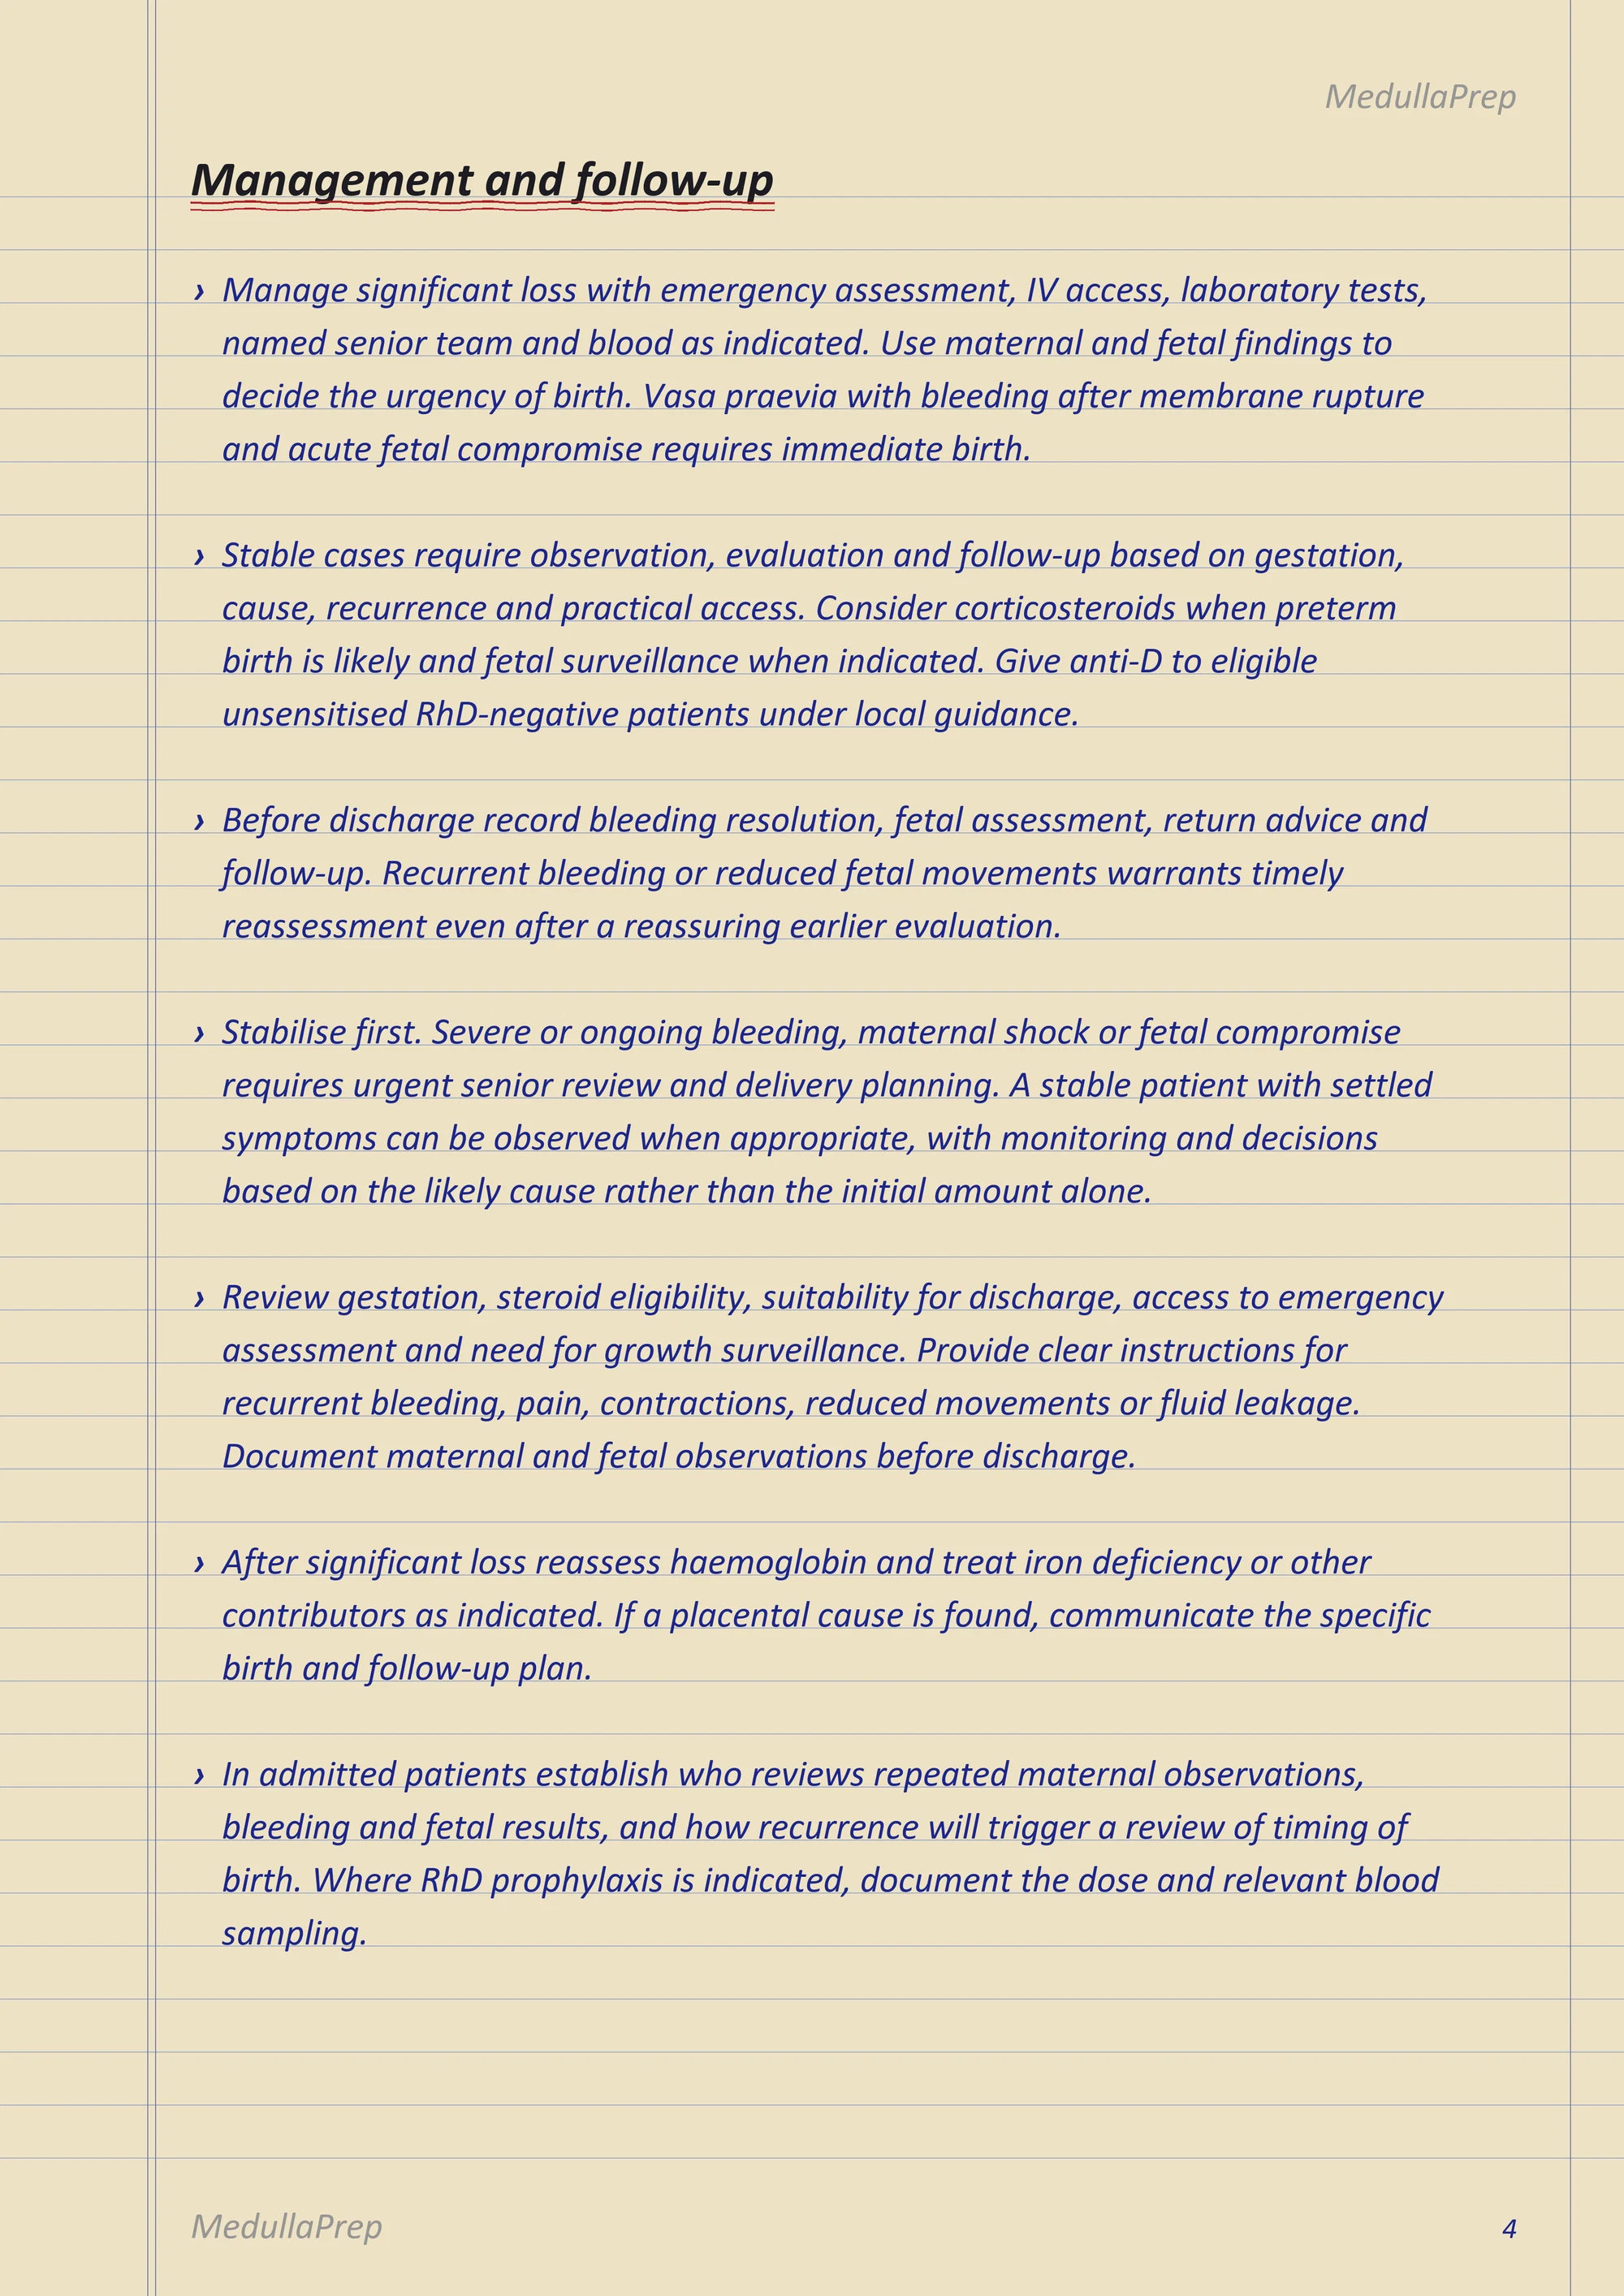 MedullaPrep
Management and follow-up
› Manage significant loss with emergency assessment, IV access, laboratory tests,
named senior team and blood as indicated. Use maternal and fetal findings to
decide the urgency of birth. Vasa praevia with bleeding after membrane rupture
and acute fetal compromise requires immediate birth.
› Stable cases require observation, evaluation and follow-up based on gestation,
cause, recurrence and practical access. Consider corticosteroids when preterm
birth is likely and fetal surveillance when indicated. Give anti-D to eligible
unsensitised RhD-negative patients under local guidance.
› Before discharge record bleeding resolution, fetal assessment, return advice and
follow-up. Recurrent bleeding or reduced fetal movements warrants timely
reassessment even after a reassuring earlier evaluation.
› Stabilise first. Severe or ongoing bleeding, maternal shock or fetal compromise
requires urgent senior review and delivery planning. A stable patient with settled
symptoms can be observed when appropriate, with monitoring and decisions
based on the likely cause rather than the initial amount alone.
› Review gestation, steroid eligibility, suitability for discharge, access to emergency
assessment and need for growth surveillance. Provide clear instructions for
recurrent bleeding, pain, contractions, reduced movements or fluid leakage.
Document maternal and fetal observations before discharge.
› After significant loss reassess haemoglobin and treat iron deficiency or other
contributors as indicated. If a placental cause is found, communicate the specific
birth and follow-up plan.
› In admitted patients establish who reviews repeated maternal observations,
bleeding and fetal results, and how recurrence will trigger a review of timing of
birth. Where RhD prophylaxis is indicated, document the dose and relevant blood
sampling.
MedullaPrep
4